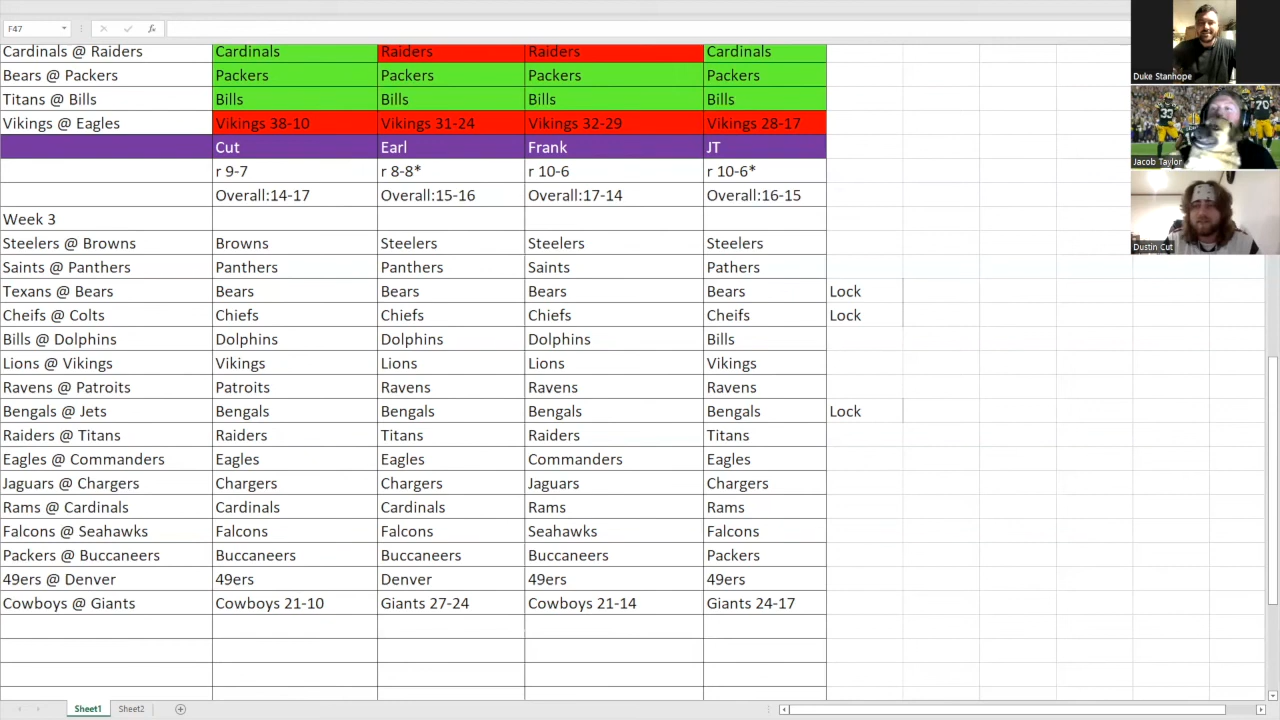 F47
fx
Cardinals @ Raiders Cardinals Raiders Raiders Cardinals
Bears @ Packers Packers Packers Packers Packers
Titans @ Bills Bills Bills Bills Bills
Vikings @ Eagles Vikings 38-10 Vikings 31-24 Vikings 32-29 Vikings 28-17
Cut Earl Frank JT
r 9-7 r 8-8* r 10-6 r 10-6*
Overall:14-17 Overall:15-16 Overall:17-14 Overall:16-15
Week 3
Steelers @ Browns Browns Steelers Steelers Steelers
Saints @ Panthers Panthers Panthers Saints Pathers
Texans @ Bears Bears Bears Bears Bears Lock
Cheifs @ Colts Chiefs Chiefs Chiefs Cheifs Lock
Bills @ Dolphins Dolphins Dolphins Dolphins Bills
Lions @ Vikings Vikings Lions Lions Vikings
Ravens @ Patroits Patroits Ravens Ravens Ravens
Bengals @ Jets Bengals Bengals Bengals Bengals Lock
Raiders @ Titans Raiders Titans Raiders Titans
Eagles @ Commanders Eagles Eagles Commanders Eagles
Jaguars @ Chargers Chargers Chargers Jaguars Chargers
Rams @ Cardinals Cardinals Cardinals Rams Rams
Falcons @ Seahawks Falcons Falcons Seahawks Falcons
Packers @ Buccaneers Buccaneers Buccaneers Buccaneers Packers
49ers @ Denver 49ers Denver 49ers 49ers
Cowboys @ Giants Cowboys 21-10 Giants 27-24 Cowboys 21-14 Giants 24-17
Sheet1 Sheet2
Duke Stanhope
33
70
Jacob Taylor
Dustin Cut